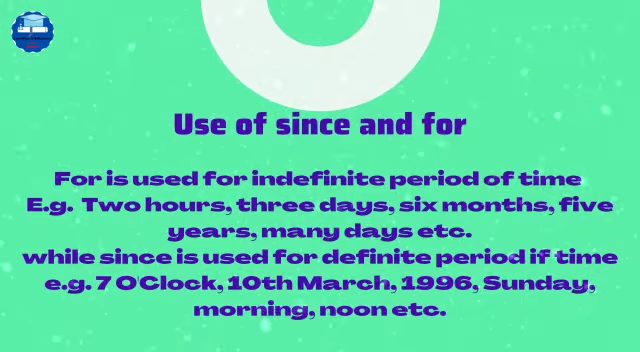 Use of since and for
For is used for indefinite period of time
E.g. Two hours, three days, six months, five
years, many days etc.
while since is used for definite period if time
e.g. 7 O'Clock, 10th March, 1996, Sunday,
morning, noon etc.